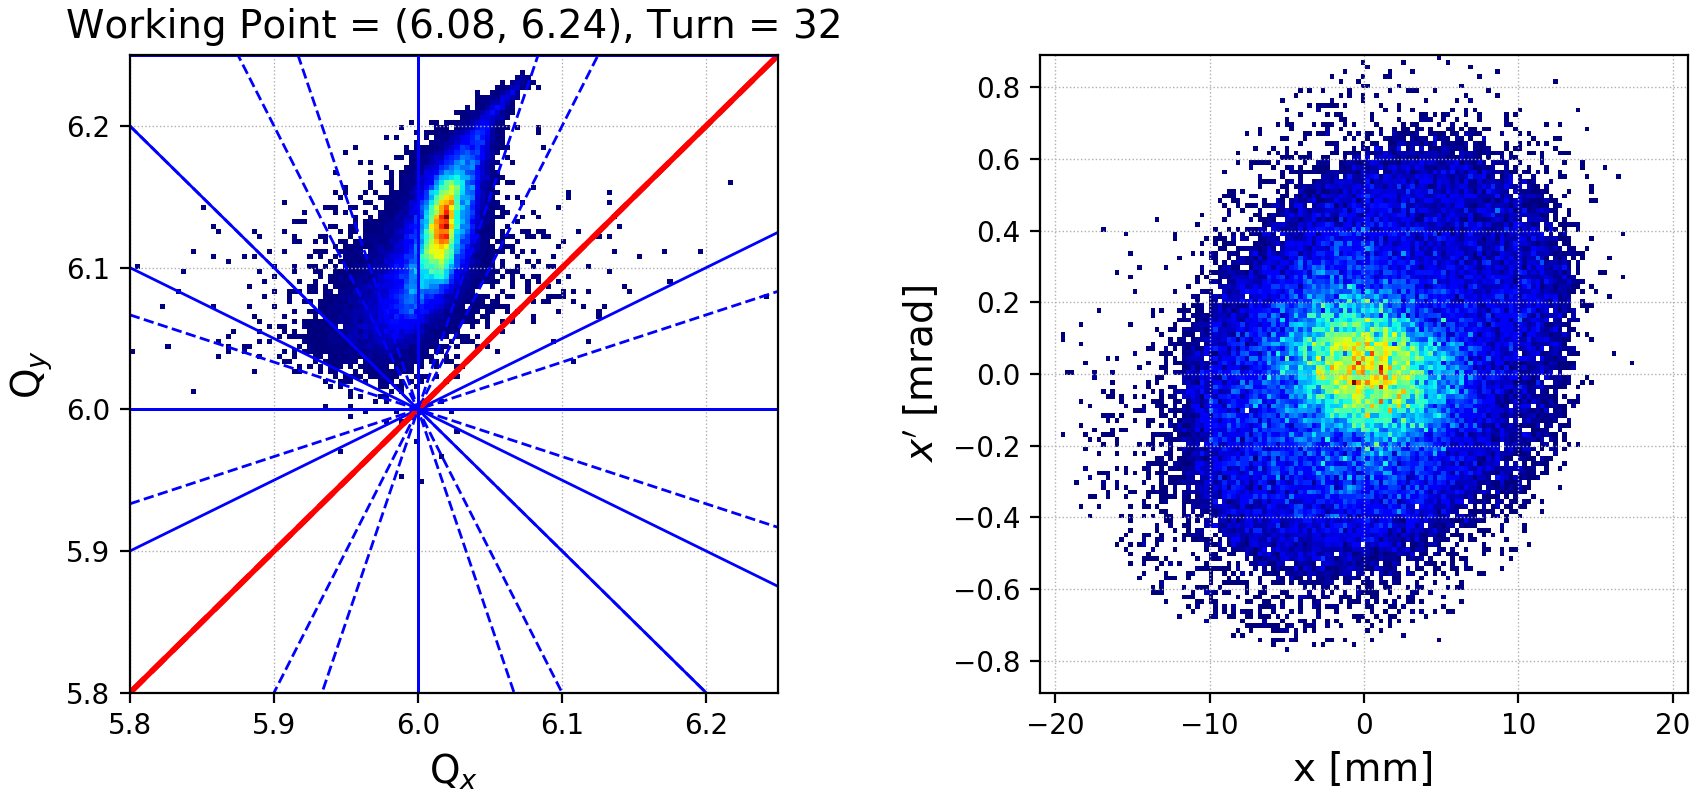 Working Point = (6.08, 6.24), Turn = 32
6.2
6.1
6.0
5.9
5.8
Q_y
5.8 5.9 6.0 6.1 6.2
Q_x
0.8
0.6
0.4
0.2
0.0
−0.2
−0.4
−0.6
−0.8
x′ [mrad]
−20 −10 0 10 20
x [mm]